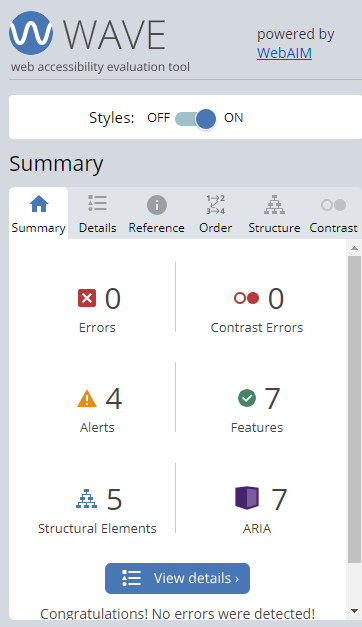 WAVE
powered by
WebAIM
web accessibility evaluation tool
Styles: OFF ON
Summary
Summary Details Reference Order Structure Contrast
0 0
Errors Contrast Errors
4 7
Alerts Features
5 7
Structural Elements ARIA
View details ›
Congratulations! No errors were detected!